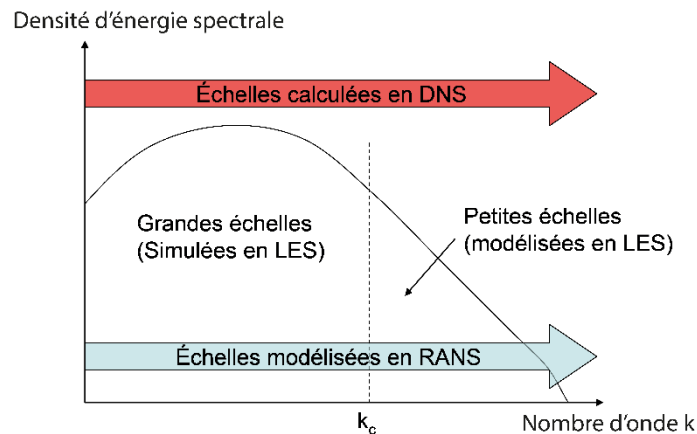 Densité d’énergie spectrale
Échelles calculées en DNS
Grandes échelles
(Simulées en LES)
Petites échelles
(modélisées en LES)
Échelles modélisées en RANS
kc
Nombre d’onde k